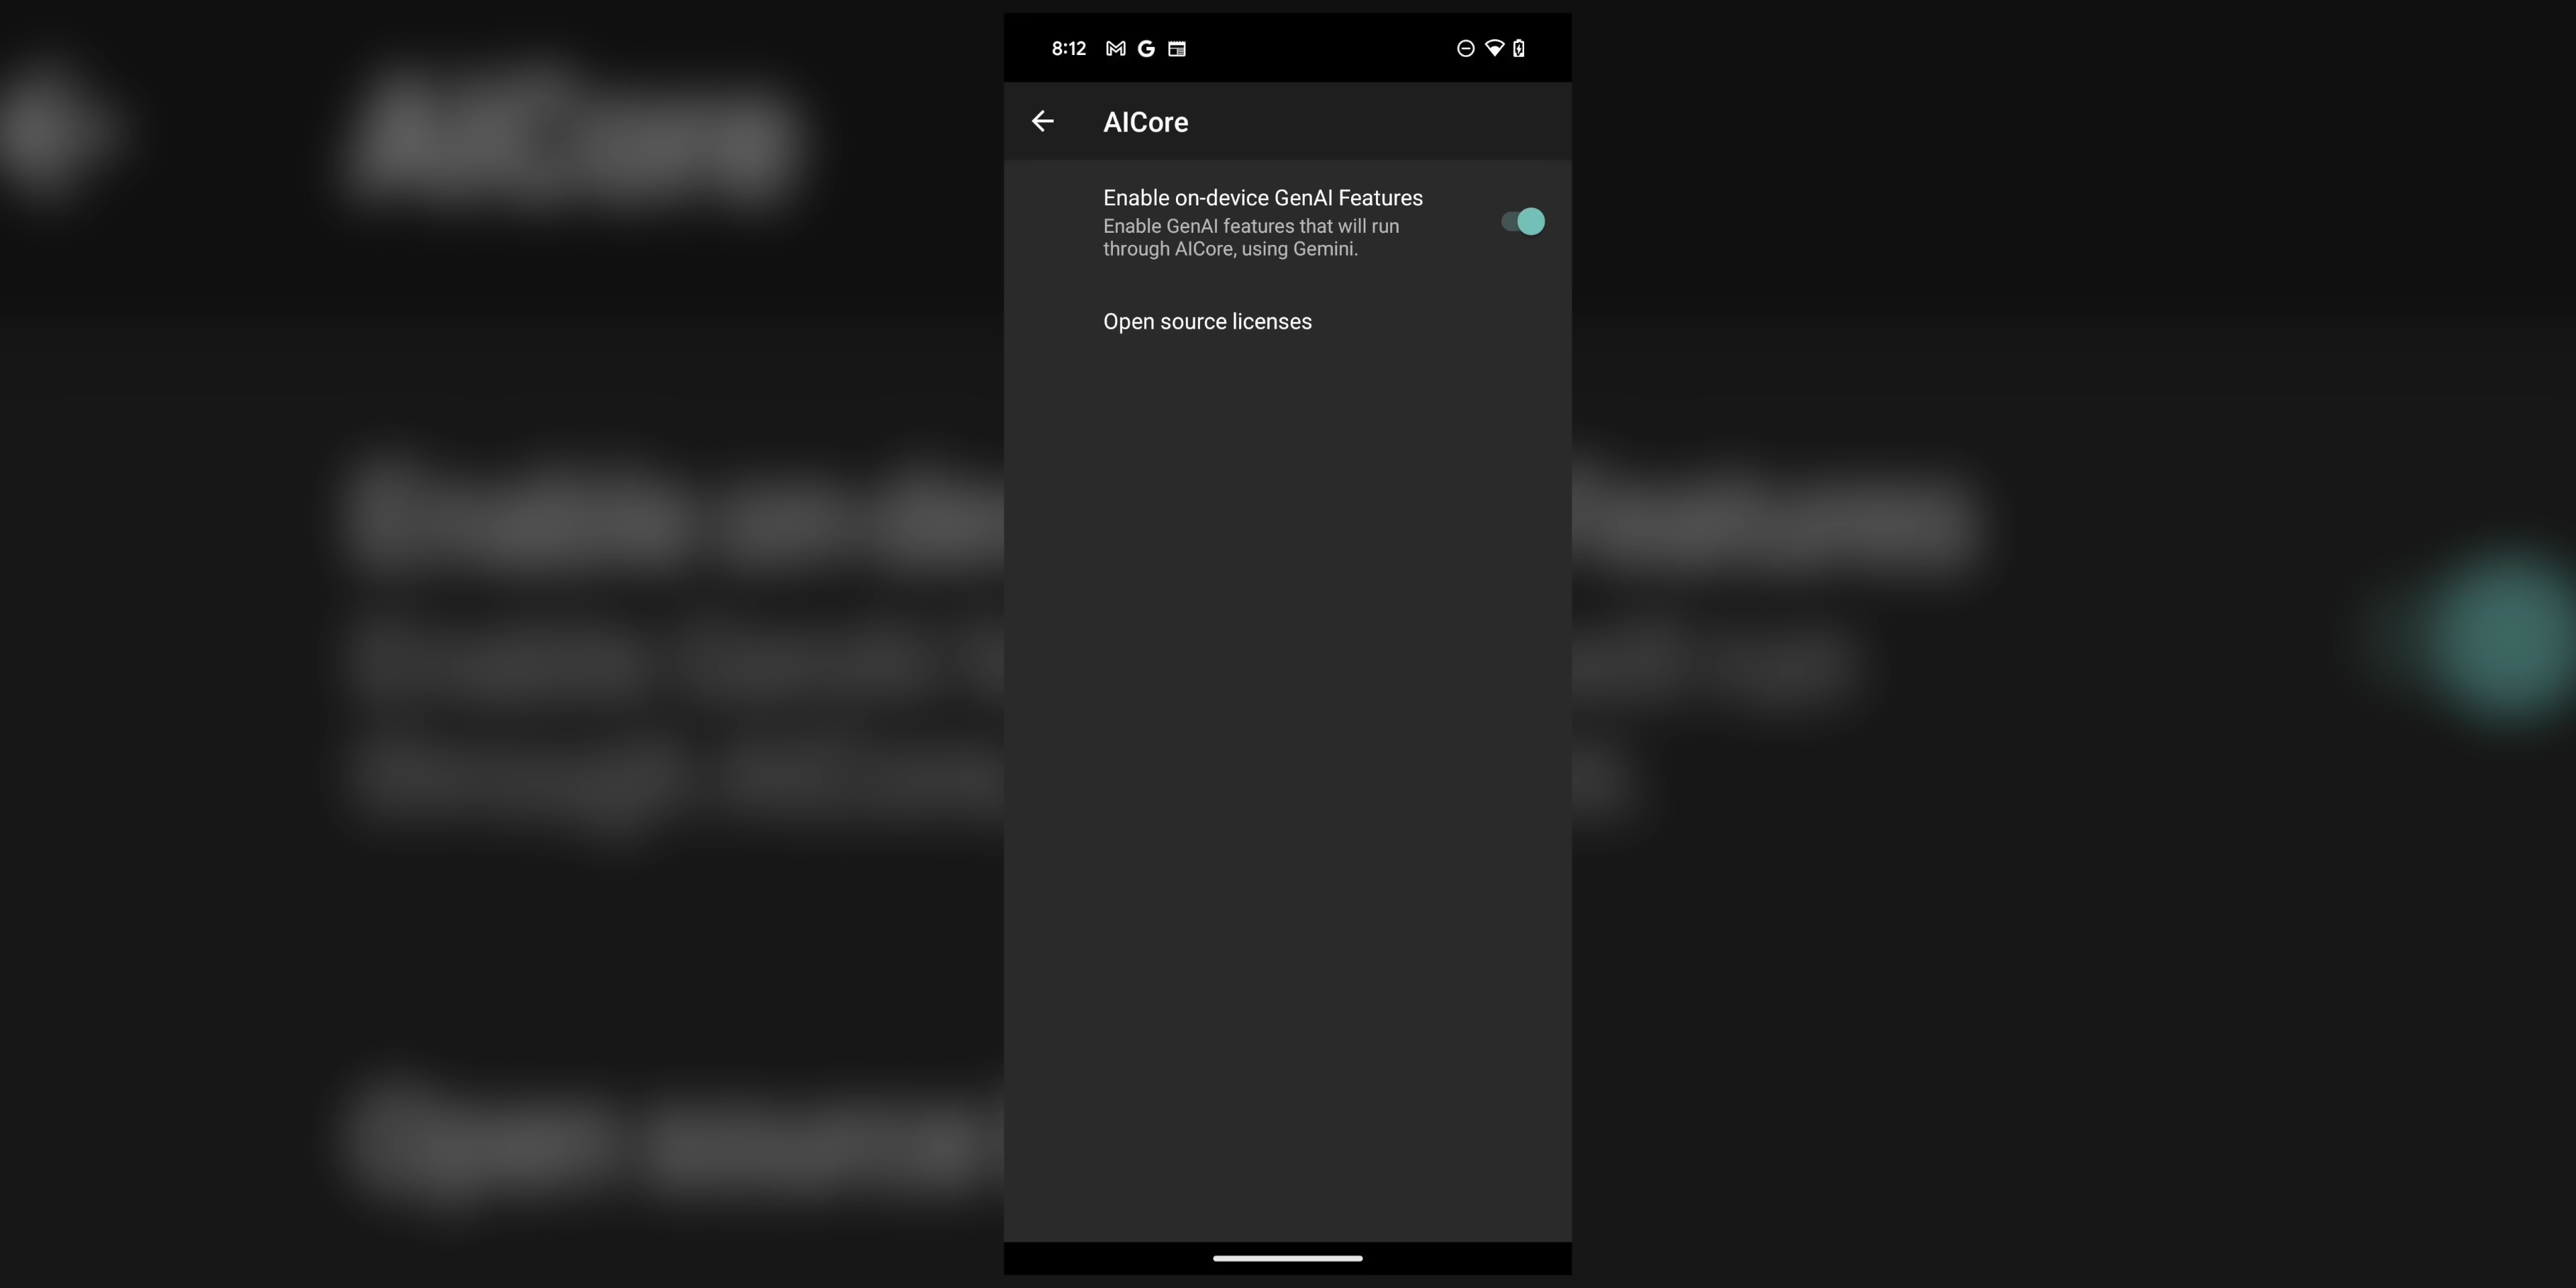 8:12
AICore
Enable on-device GenAI Features
Enable GenAI features that will run
through AICore, using Gemini.
Open source licenses